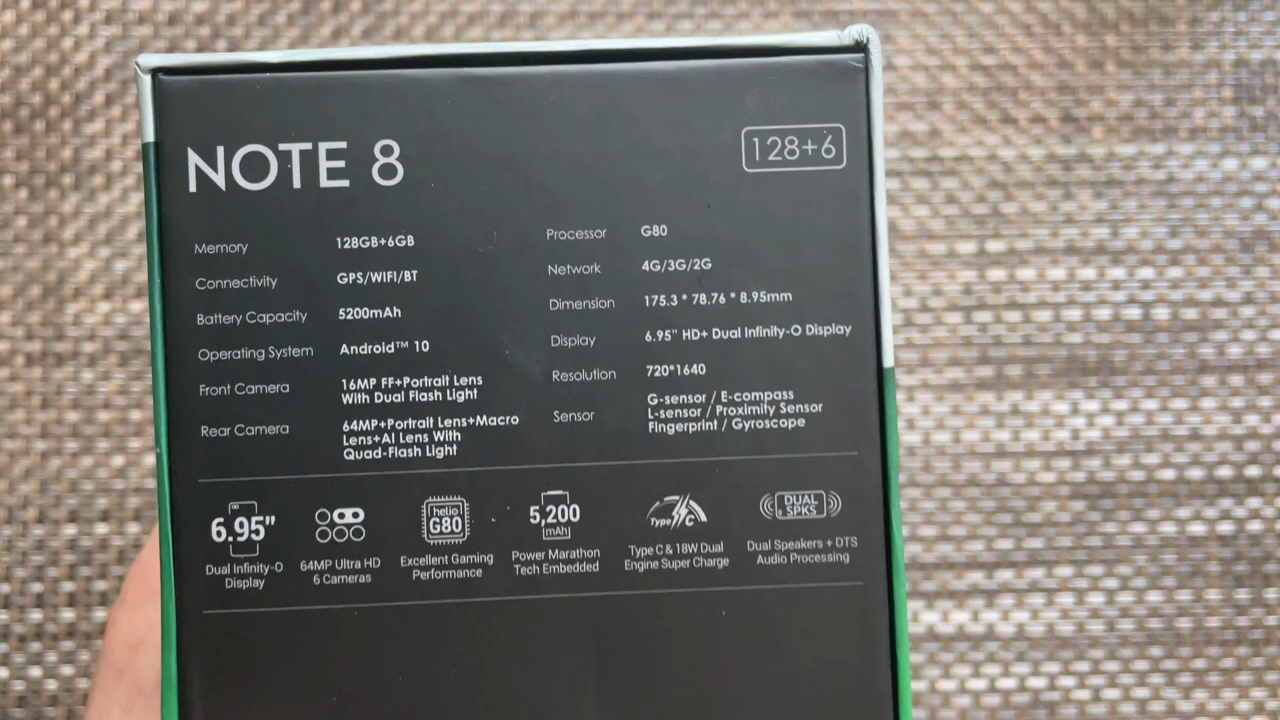 NOTE 8
128+6
Memory 128GB+6GB
Connectivity GPS/WIFI/BT
Battery Capacity 5200mAh
Operating System Android™ 10
Front Camera 16MP FF+Portrait Lens
With Dual Flash Light
Rear Camera 64MP+Portrait Lens+Macro
Lens+AI Lens With
Quad-Flash Light
Processor G80
Network 4G/3G/2G
Dimension 175.3 * 78.76 * 8.95mm
Display 6.95" HD+ Dual Infinity-O Display
Resolution 720*1640
Sensor G-sensor / E-compass
L-sensor / Proximity Sensor
Fingerprint / Gyroscope
6.95"
Dual Infinity-O
Display
64MP Ultra HD
6 Cameras
helio
G80
Excellent Gaming
Performance
5,200
mAh
Power Marathon
Tech Embedded
Type C
Type C & 18W Dual
Engine Super Charge
DUAL
SPKS
Dual Speakers + DTS
Audio Processing